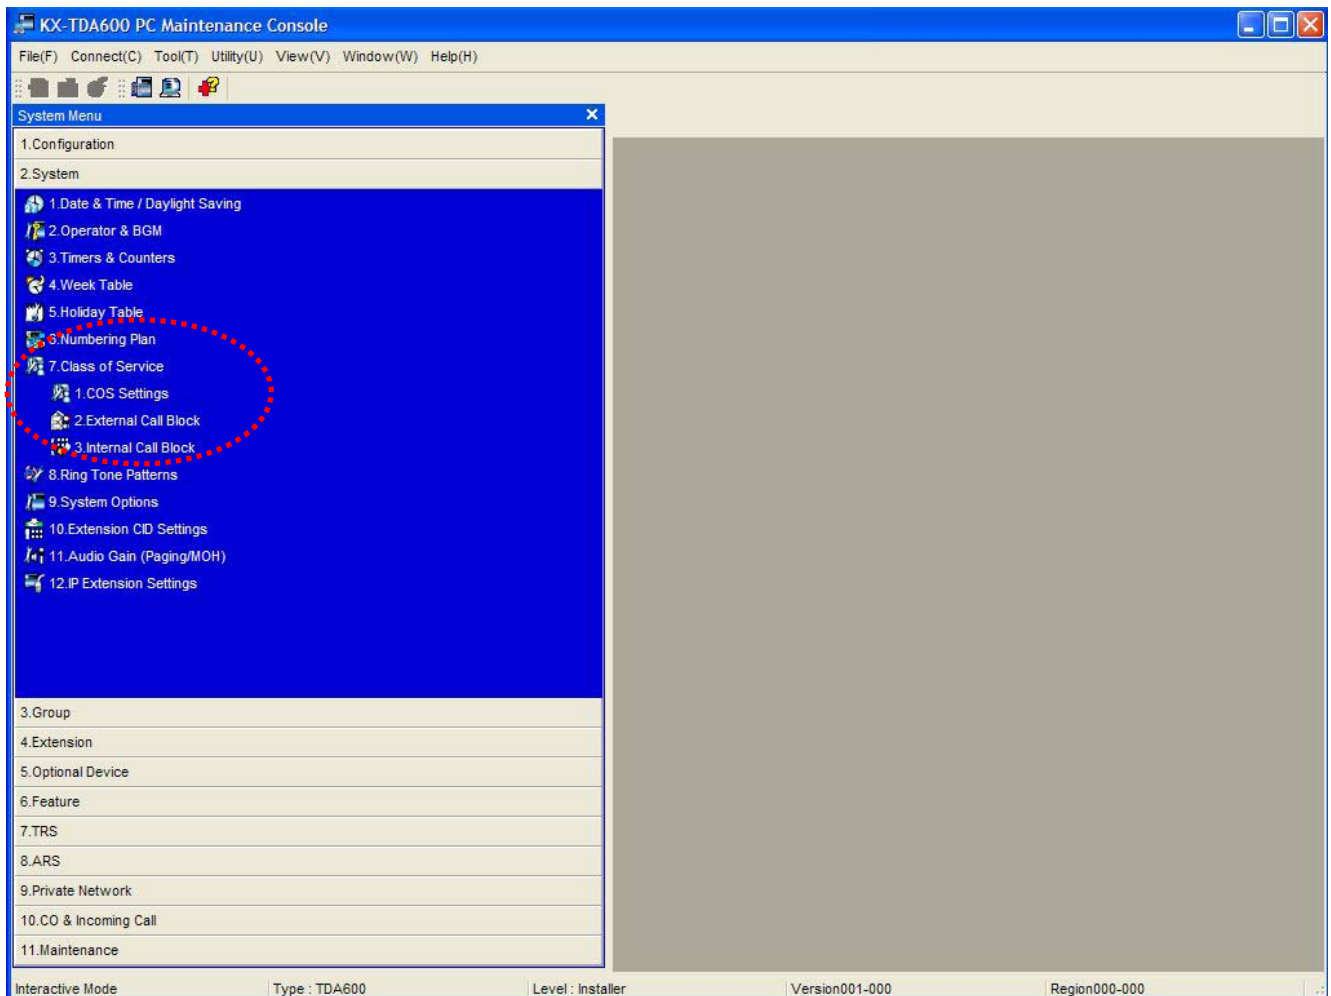 KX-TDA600 PC Maintenance Console
File(F) Connect(C) Tool(T) Utility(U) View(V) Window(W) Help(H)
System Menu
1.Configuration
2.System
1.Date & Time / Daylight Saving
2.Operator & BGM
3.Timers & Counters
4.Week Table
5.Holiday Table
6.Numbering Plan
7.Class of Service
1.COS Settings
2.External Call Block
3.Internal Call Block
8.Ring Tone Patterns
9.System Options
10.Extension CID Settings
11.Audio Gain (Paging/MOH)
12.IP Extension Settings
3.Group
4.Extension
5.Optional Device
6.Feature
7.TRS
8.ARS
9.Private Network
10.CO & Incoming Call
11.Maintenance
Interactive Mode Type : TDA600 Level : Installer Version001-000 Region000-000